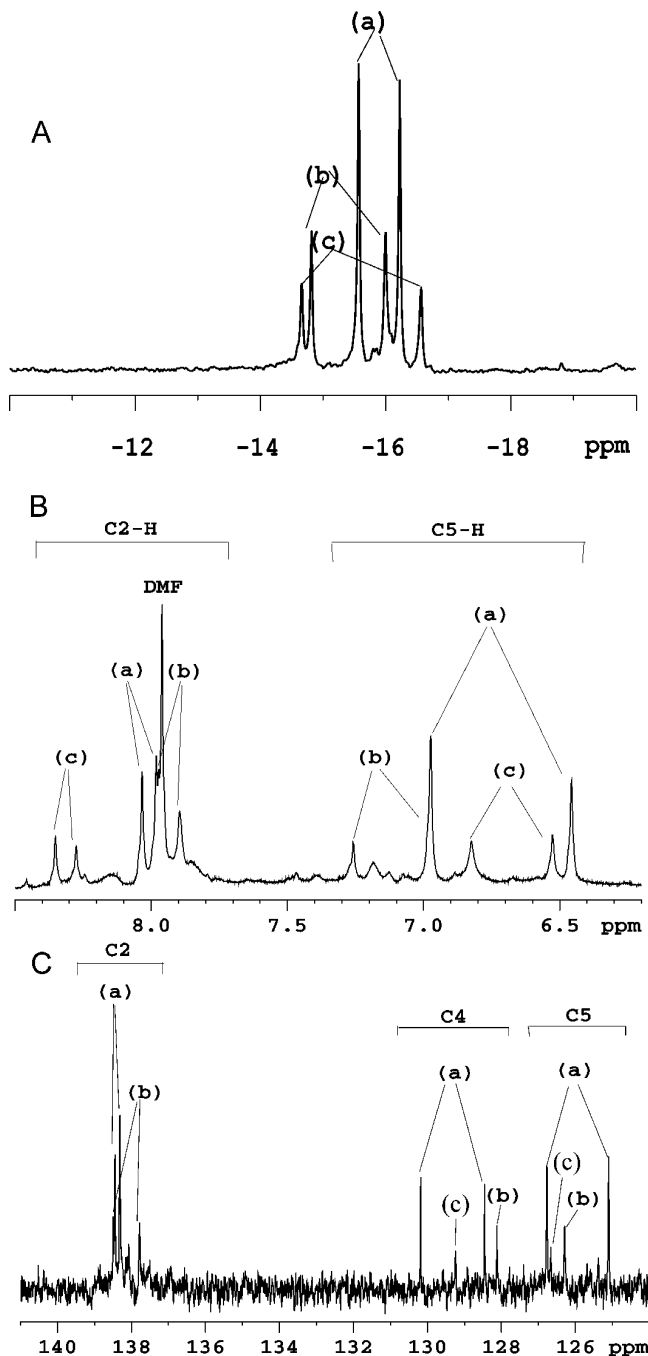 (a)
A
(b)
(c)
-12 -14 -16 -18 ppm
B
C2-H C5-H
DMF
(a)
(a) (b)
(c) (b) (c)
8.0 7.5 7.0 6.5 ppm
C
C2
(a) C4 C5
(b) (a) (a)
(c) (b) (c) (b)
140 138 136 134 132 130 128 126 ppm